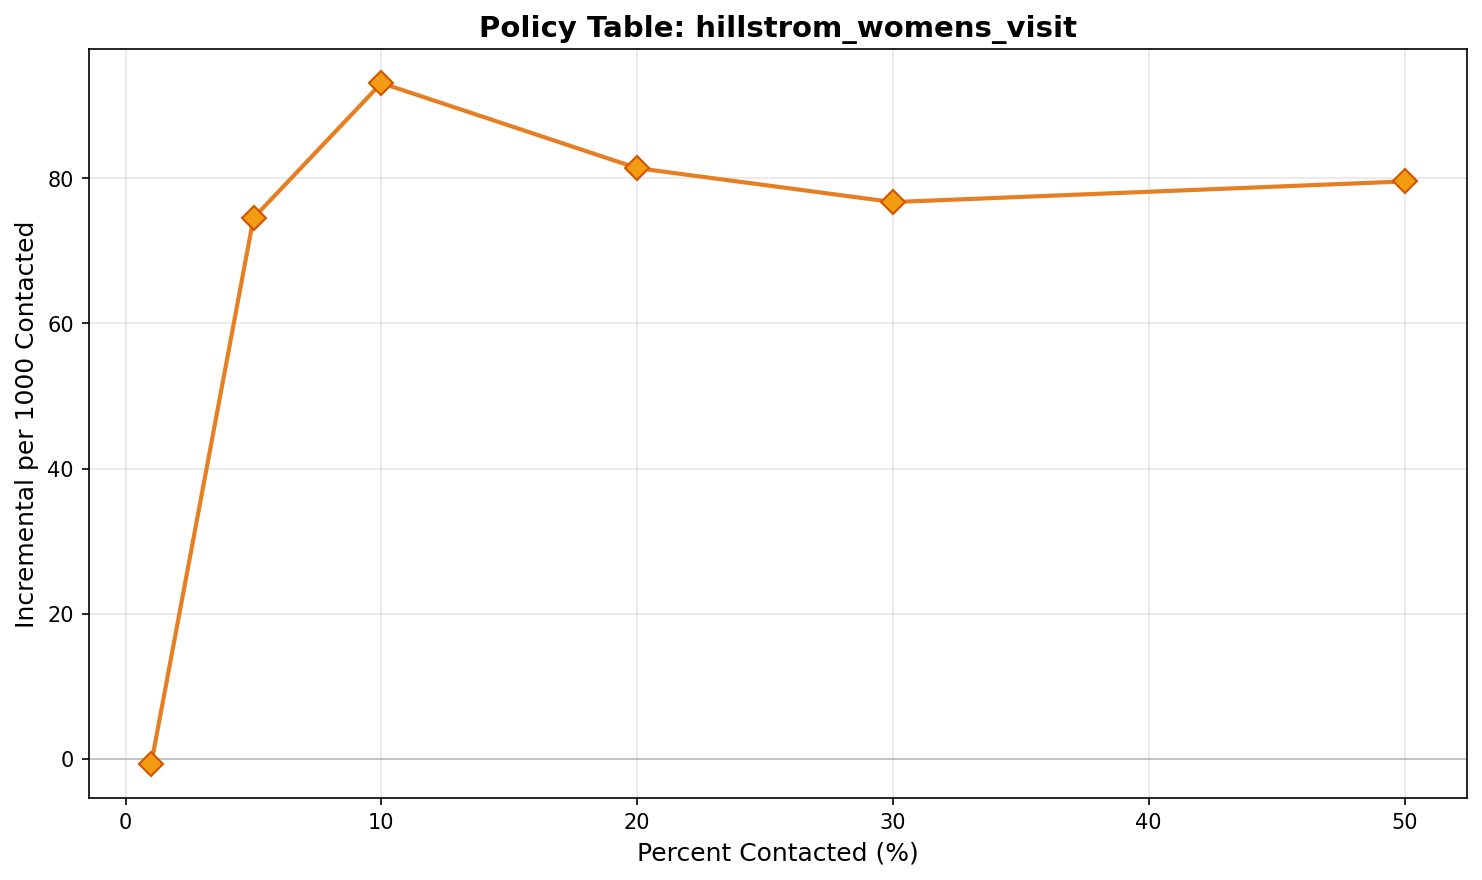 Policy Table: hillstrom_womens_visit
Incremental per 1000 Contacted
80
60
40
20
0
0 10 20 30 40 50
Percent Contacted (%)